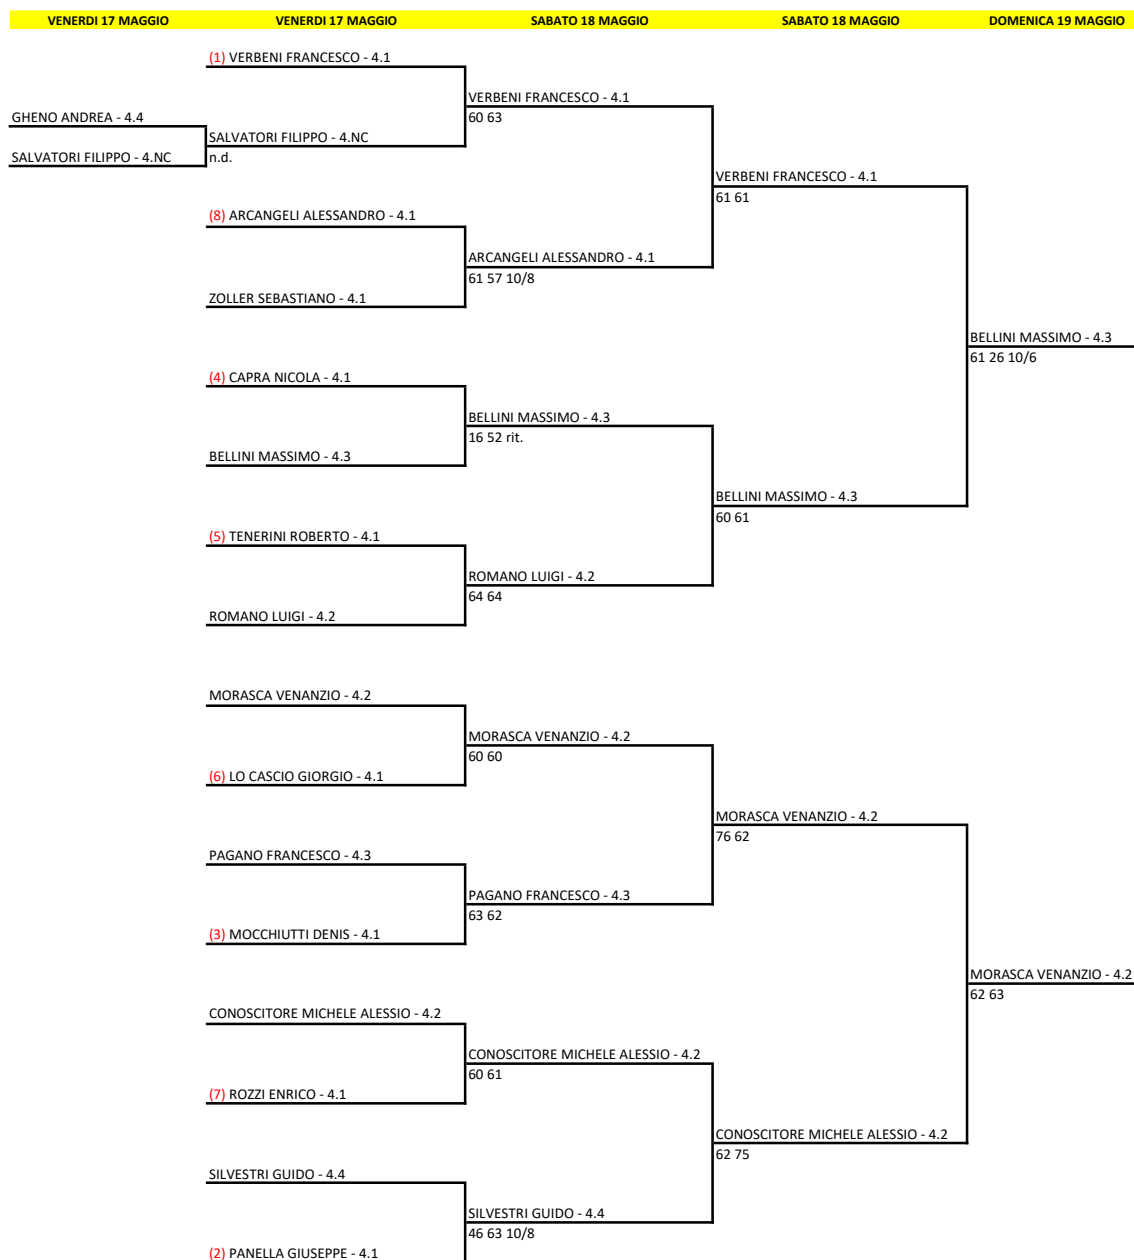 VENERDI 17 MAGGIO
VENERDI 17 MAGGIO
SABATO 18 MAGGIO
SABATO 18 MAGGIO
DOMENICA 19 MAGGIO
(1) VERBENI FRANCESCO - 4.1
VERBENI FRANCESCO - 4.1
60 63
GHENO ANDREA - 4.4
SALVATORI FILIPPO - 4.NC
SALVATORI FILIPPO - 4.NC
n.d.
VERBENI FRANCESCO - 4.1
61 61
(8) ARCANGELI ALESSANDRO - 4.1
ARCANGELI ALESSANDRO - 4.1
61 57 10/8
ZOLLER SEBASTIANO - 4.1
BELLINI MASSIMO - 4.3
61 26 10/6
(4) CAPRA NICOLA - 4.1
BELLINI MASSIMO - 4.3
16 52 rit.
BELLINI MASSIMO - 4.3
BELLINI MASSIMO - 4.3
60 61
(5) TENERINI ROBERTO - 4.1
ROMANO LUIGI - 4.2
64 64
ROMANO LUIGI - 4.2
MORASCA VENANZIO - 4.2
MORASCA VENANZIO - 4.2
60 60
(6) LO CASCIO GIORGIO - 4.1
MORASCA VENANZIO - 4.2
76 62
PAGANO FRANCESCO - 4.3
PAGANO FRANCESCO - 4.3
63 62
(3) MOCCHIUTTI DENIS - 4.1
MORASCA VENANZIO - 4.2
62 63
CONOSCITORE MICHELE ALESSIO - 4.2
CONOSCITORE MICHELE ALESSIO - 4.2
60 61
(7) ROZZI ENRICO - 4.1
CONOSCITORE MICHELE ALESSIO - 4.2
62 75
SILVESTRI GUIDO - 4.4
SILVESTRI GUIDO - 4.4
46 63 10/8
(2) PANELLA GIUSEPPE - 4.1